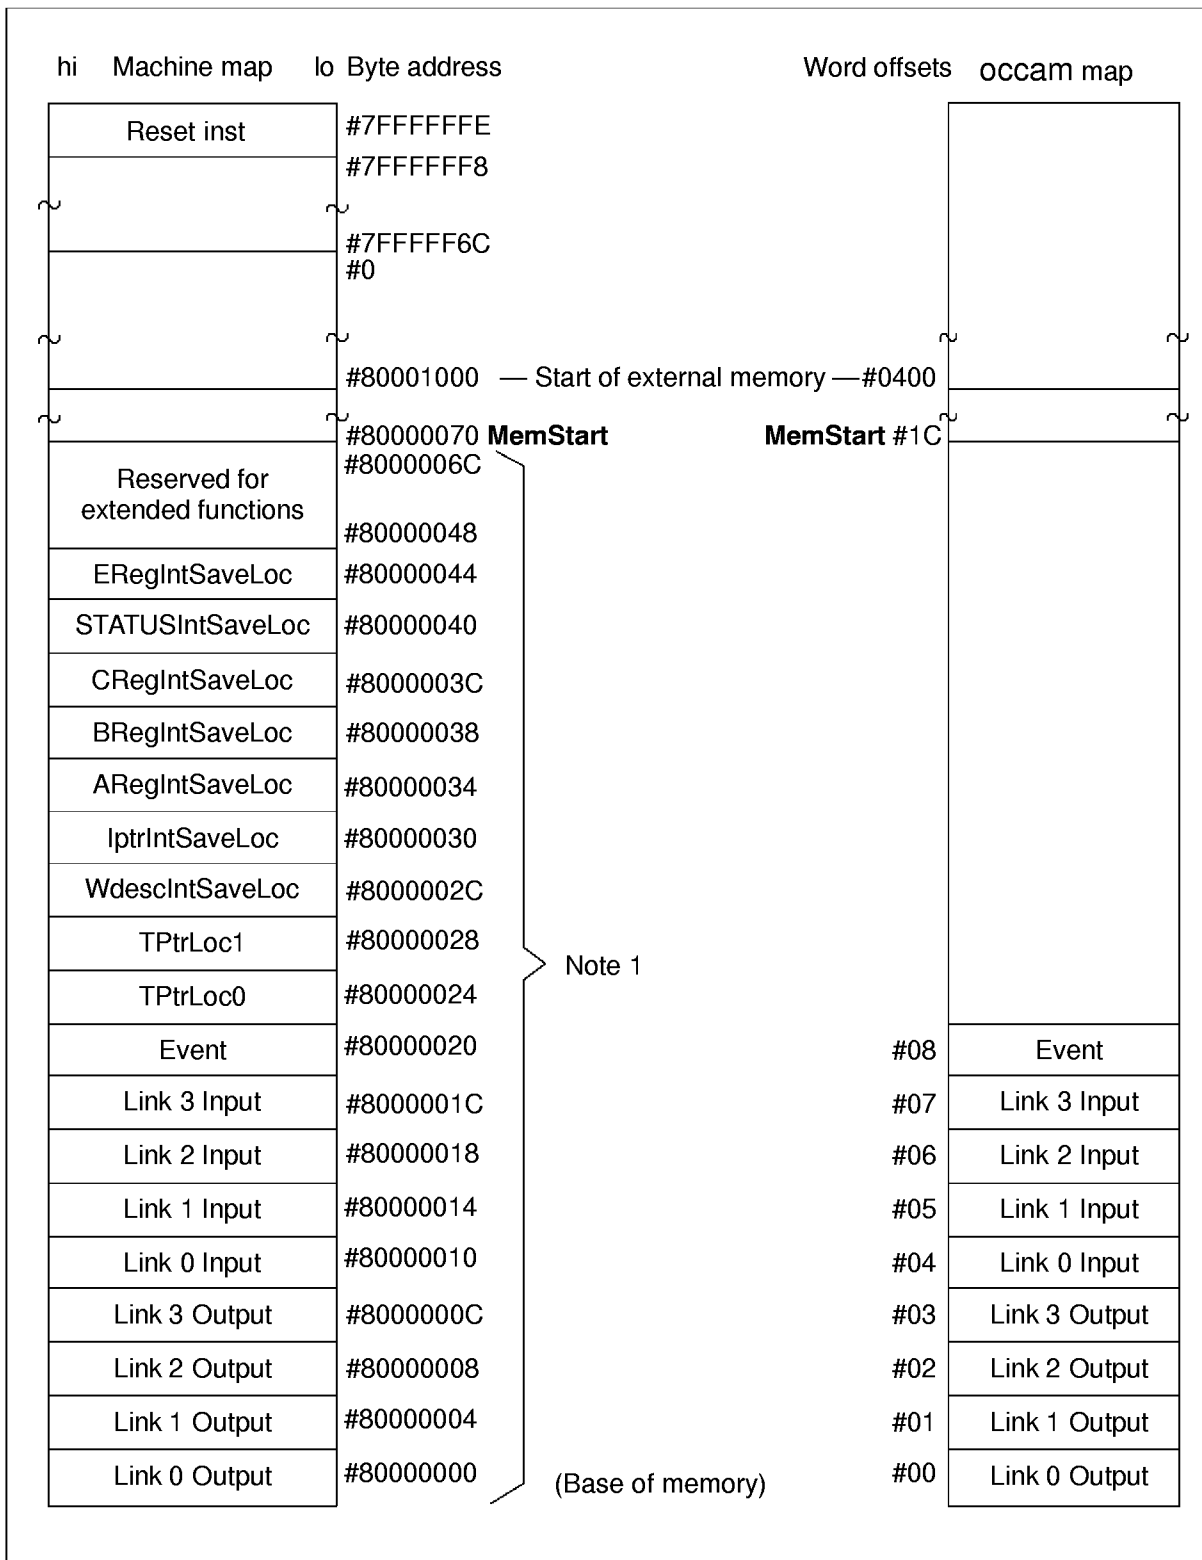 hi Machine map lo Byte address Word offsets occam map
Reset inst #7FFFFFFE
#7FFFFFF8
#7FFFFF6C
#0
#80001000 — Start of external memory — #0400
#80000070 MemStart MemStart #1C
#8000006C
Reserved for
extended functions
#80000048
ERegIntSaveLoc #80000044
STATUSIntSaveLoc #80000040
CRegIntSaveLoc #8000003C
BRegIntSaveLoc #80000038
ARegIntSaveLoc #80000034
IptrIntSaveLoc #80000030
WdescIntSaveLoc #8000002C
TPtrLoc1 #80000028
Note 1
TPtrLoc0 #80000024
Event #80000020 #08 Event
Link 3 Input #8000001C #07 Link 3 Input
Link 2 Input #80000018 #06 Link 2 Input
Link 1 Input #80000014 #05 Link 1 Input
Link 0 Input #80000010 #04 Link 0 Input
Link 3 Output #8000000C #03 Link 3 Output
Link 2 Output #80000008 #02 Link 2 Output
Link 1 Output #80000004 #01 Link 1 Output
Link 0 Output #80000000 (Base of memory) #00 Link 0 Output